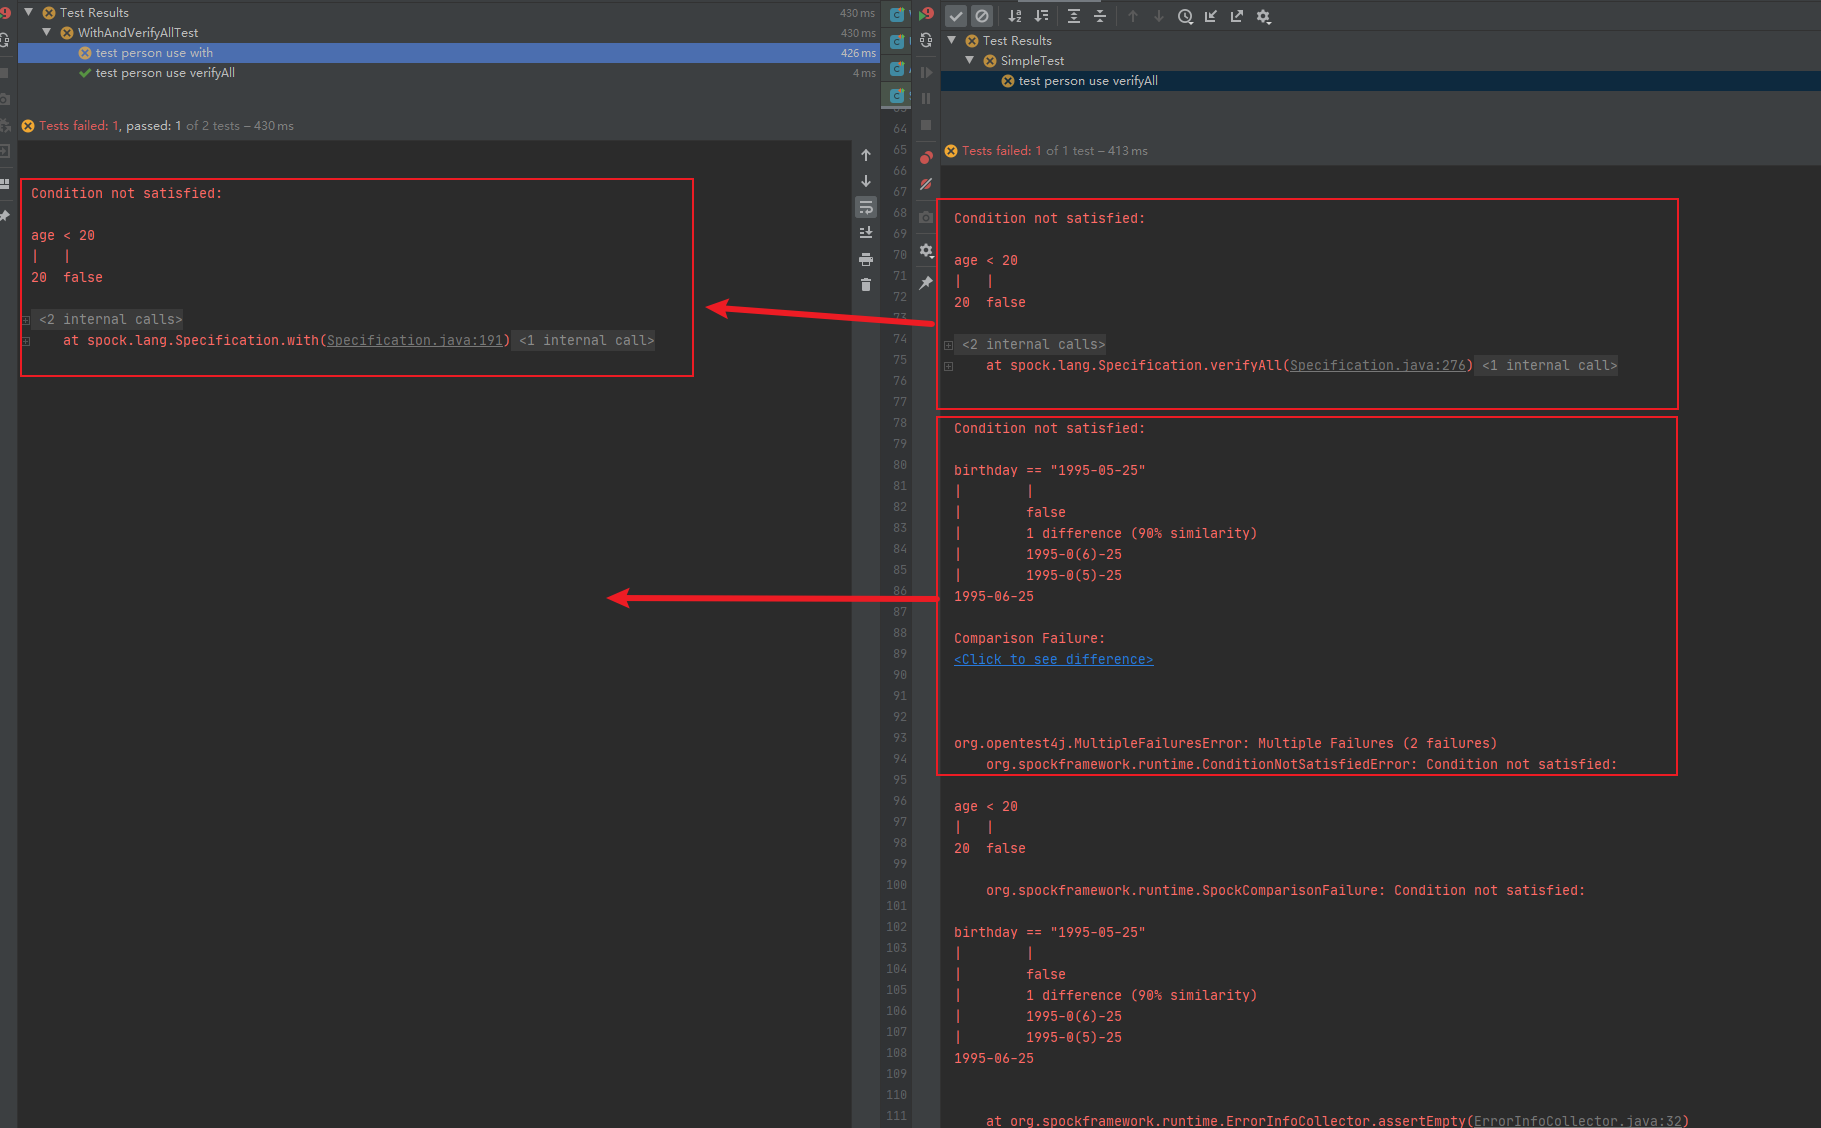 Test Results
430 ms
WithAndVerifyAllTest
430 ms
test person use with
426 ms
test person use verifyAll
4 ms
Tests failed: 1, passed: 1 of 2 tests – 430 ms
Condition not satisfied:
age < 20
|   |
20  false
<2 internal calls>
at spock.lang.Specification.with(Specification.java:191) <1 internal call>
64
65
66
67
68
69
70
71
72
73
74
75
76
77
78
79
80
81
82
83
84
85
86
87
88
89
90
91
92
93
94
95
96
97
98
99
100
101
102
103
104
105
106
107
108
109
110
111
Test Results
SimpleTest
test person use verifyAll
Tests failed: 1 of 1 test – 413 ms
Condition not satisfied:
age < 20
|   |
20  false
<2 internal calls>
at spock.lang.Specification.verifyAll(Specification.java:276) <1 internal call>
Condition not satisfied:
birthday == "1995-05-25"
|        |
|        false
|        1 difference (90% similarity)
|        1995-0(6)-25
|        1995-0(5)-25
1995-06-25
Comparison Failure:
<Click to see difference>
org.opentest4j.MultipleFailuresError: Multiple Failures (2 failures)
org.spockframework.runtime.ConditionNotSatisfiedError: Condition not satisfied:
age < 20
|   |
20  false
org.spockframework.runtime.SpockComparisonFailure: Condition not satisfied:
birthday == "1995-05-25"
|        |
|        false
|        1 difference (90% similarity)
|        1995-0(6)-25
|        1995-0(5)-25
1995-06-25
at org.spockframework.runtime.ErrorInfoCollector.assertEmpty(ErrorInfoCollector.java:32)